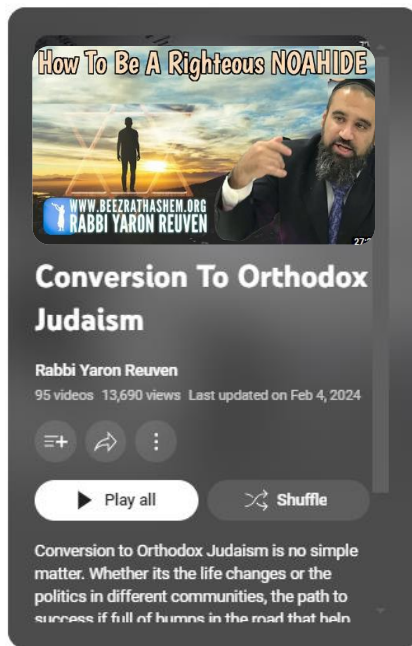 How To Be A Righteous NOAHIDE
WWW.BEEZRATHASHEM.ORG
RABBI YARON REUVEN
Conversion To Orthodox
Judaism
Rabbi Yaron Reuven
95 videos 13,690 views Last updated on Feb 4, 2024
Play all
Shuffle
Conversion to Orthodox Judaism is no simple
matter. Whether its the life changes or the
politics in different communities, the path to
success if full of bumps in the road that help